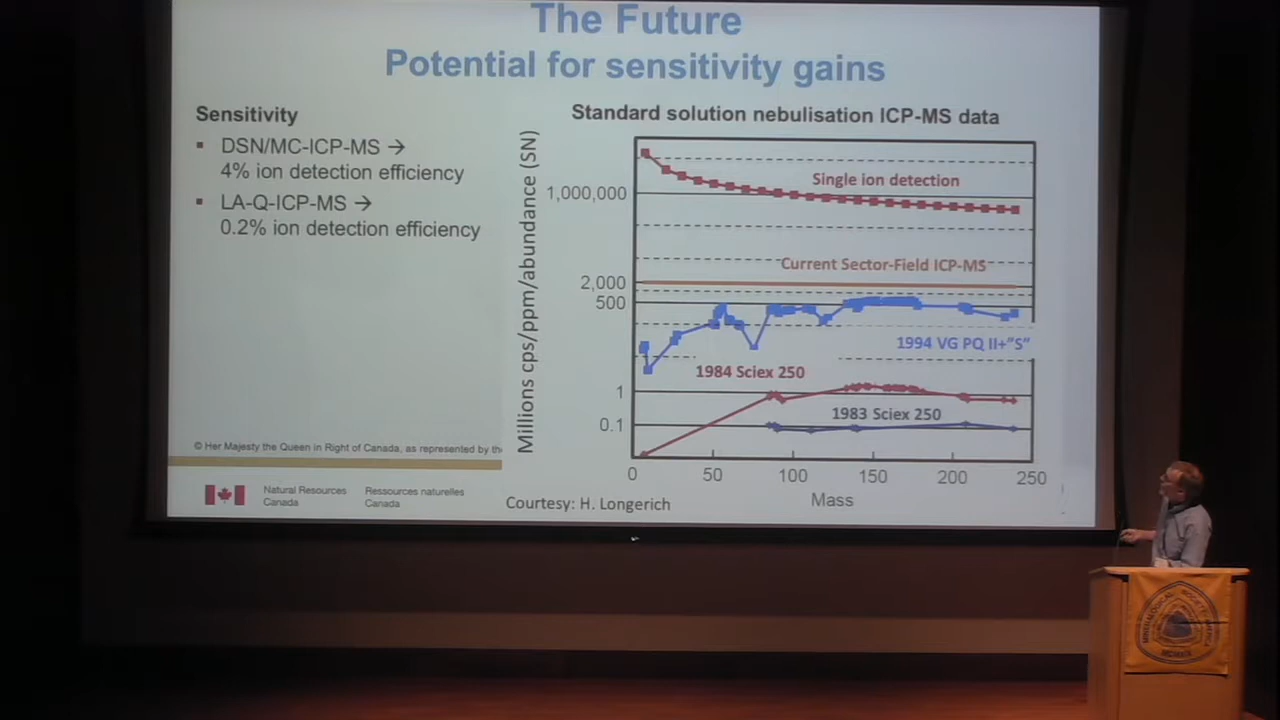 The Future
Potential for sensitivity gains
Sensitivity
▪ DSN/MC-ICP-MS →
4% ion detection efficiency
▪ LA-Q-ICP-MS →
0.2% ion detection efficiency
© Her Majesty the Queen in Right of Canada, as represented by th
Natural Resources
Canada
Ressources naturelles
Canada
Standard solution nebulisation ICP-MS data
Millions cps/ppm/abundance (SN)
1,000,000
2,000
500
1
0.1
Single ion detection
Current Sector-Field ICP-MS
1994 VG PQ II+"S"
1984 Sciex 250
1983 Sciex 250
0 50 100 150 200 250
Mass
Courtesy: H. Longerich
MINERALOGICAL SOCIETY
AMERICA